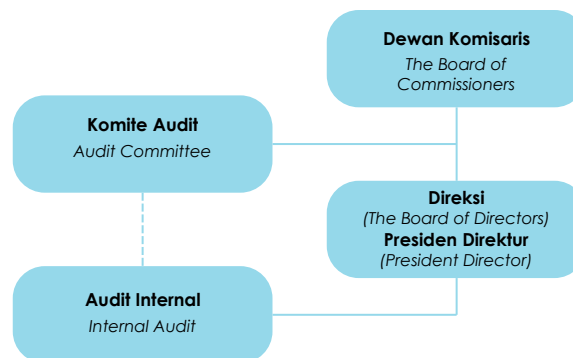 Dewan Komisaris
The Board of
Commissioners
Komite Audit
Audit Committee
Direksi
(The Board of Directors)
Presiden Direktur
(President Director)
Audit Internal
Internal Audit